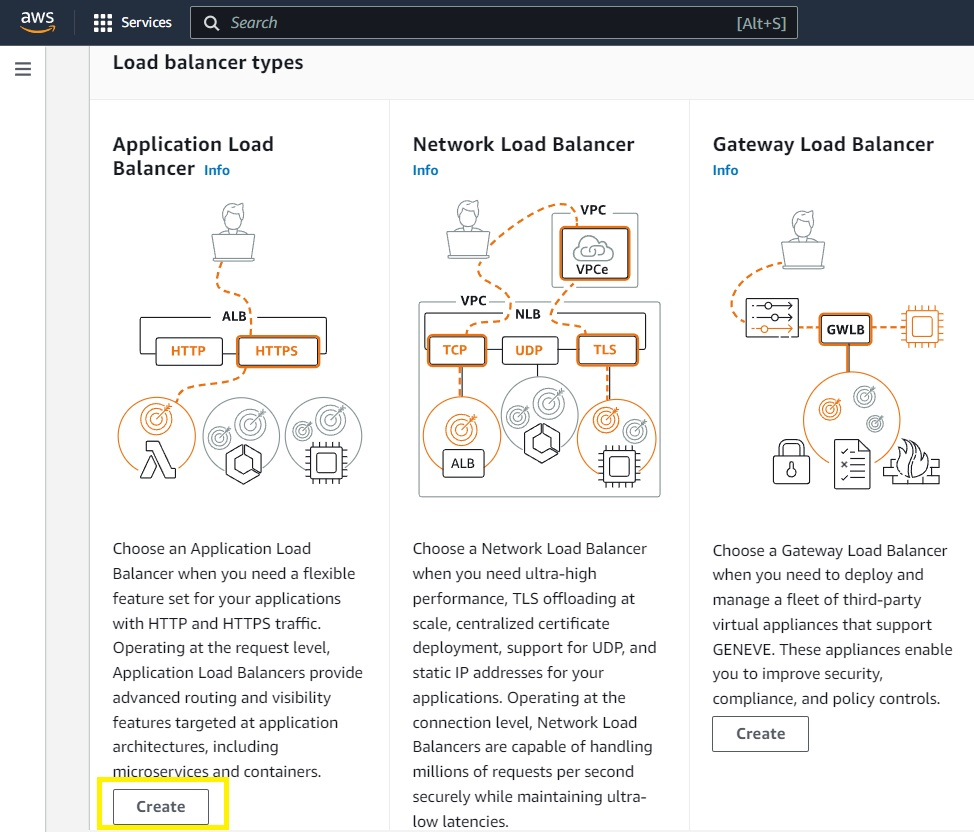 aws
Services
Search
[Alt+S]
Load balancer types
Application Load
Balancer Info
ALB
HTTP
HTTPS
Choose an Application Load
Balancer when you need a flexible
feature set for your applications
with HTTP and HTTPS traffic.
Operating at the request level,
Application Load Balancers provide
advanced routing and visibility
features targeted at application
architectures, including
microservices and containers.
Create
Network Load Balancer
Info
VPC
VPCe
VPC
NLB
TCP
UDP
TLS
ALB
Choose a Network Load Balancer
when you need ultra-high
performance, TLS offloading at
scale, centralized certificate
deployment, support for UDP, and
static IP addresses for your
applications. Operating at the
connection level, Network Load
Balancers are capable of handling
millions of requests per second
securely while maintaining ultra-
low latencies.
Gateway Load Balancer
Info
GWLB
Choose a Gateway Load Balancer
when you need to deploy and
manage a fleet of third-party
virtual appliances that support
GENEVE. These appliances enable
you to improve security,
compliance, and policy controls.
Create